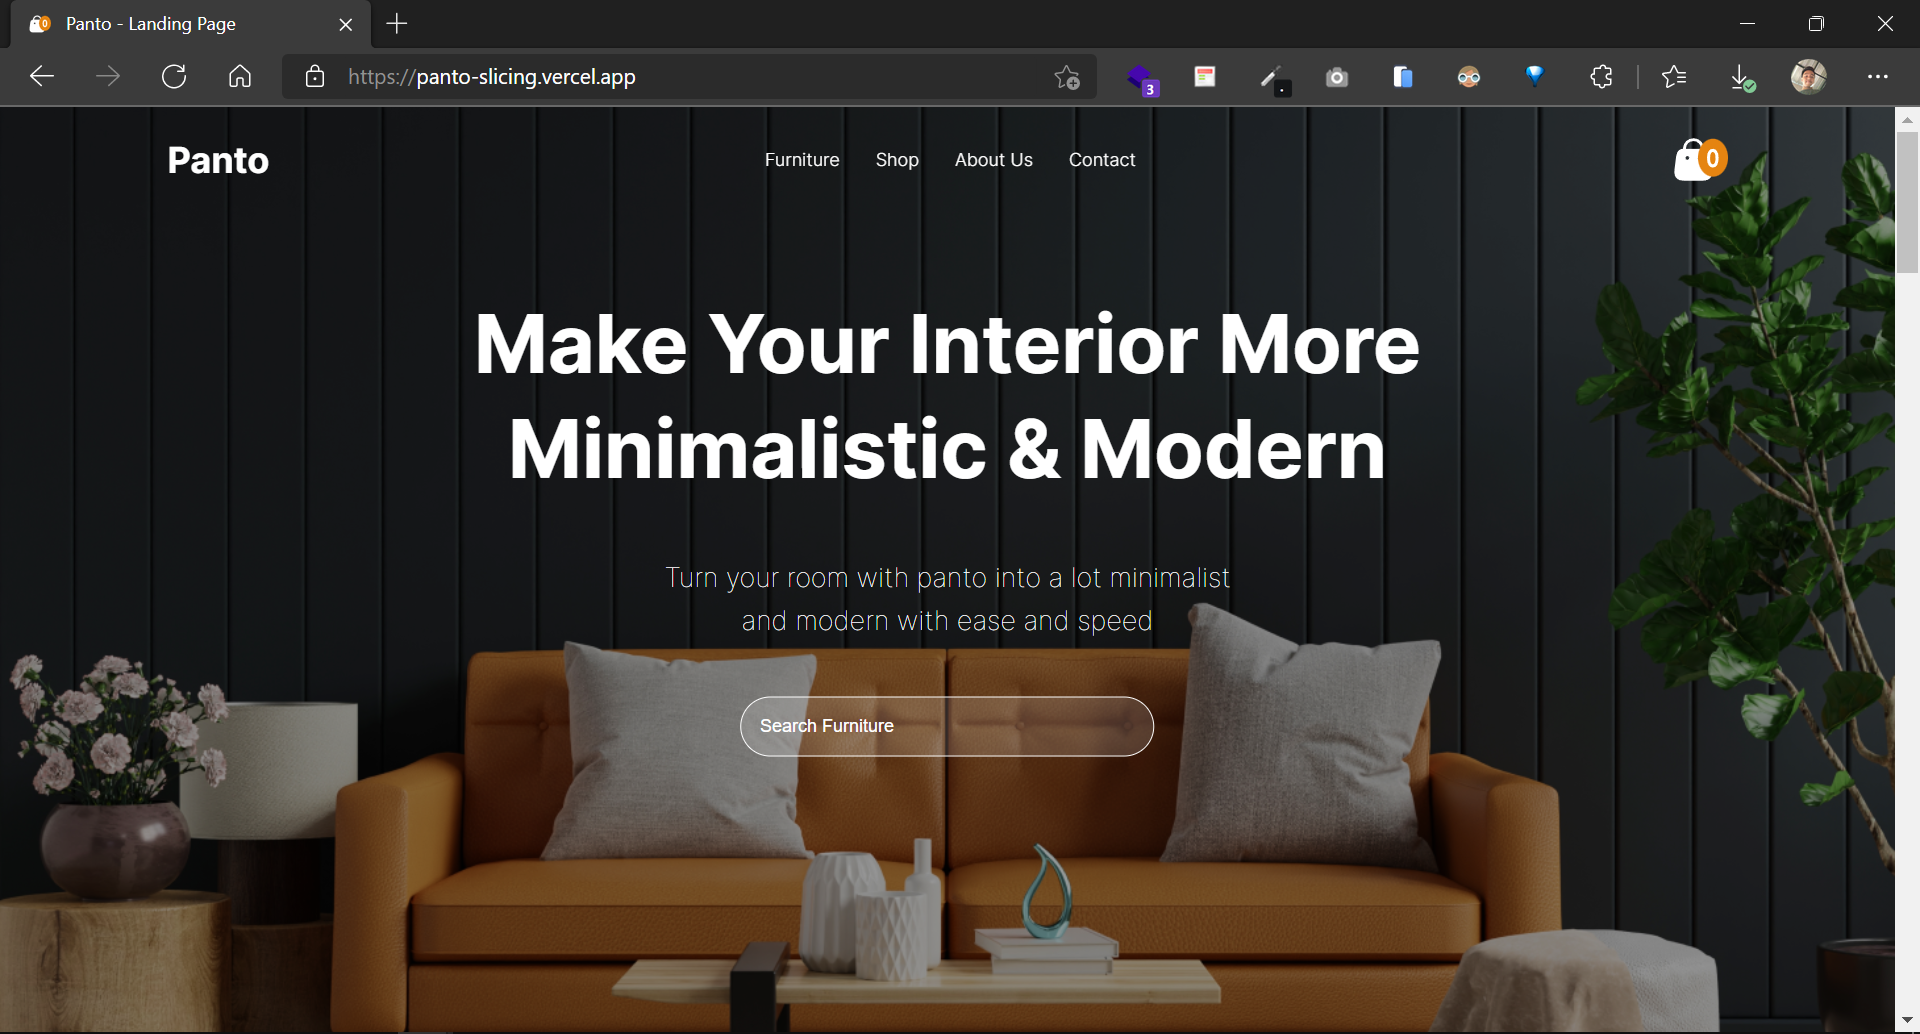 Panto - Landing Page
https://panto-slicing.vercel.app
3
Panto
Furniture
Shop
About Us
Contact
0
Make Your Interior More
Minimalistic & Modern
Turn your room with panto into a lot minimalist
and modern with ease and speed
Search Furniture